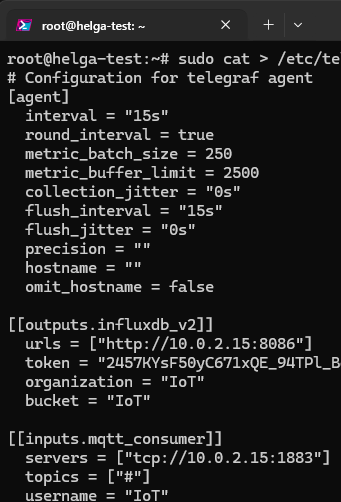 root@helga-test: ~
root@helga-test:~# sudo cat > /etc/te
# Configuration for telegraf agent
[agent]
  interval = "15s"
  round_interval = true
  metric_batch_size = 250
  metric_buffer_limit = 2500
  collection_jitter = "0s"
  flush_interval = "15s"
  flush_jitter = "0s"
  precision = ""
  hostname = ""
  omit_hostname = false

[[outputs.influxdb_v2]]
  urls = ["http://10.0.2.15:8086"]
  token = "2457KYsF50yC671xQE_94TPl_B
  organization = "IoT"
  bucket = "IoT"

[[inputs.mqtt_consumer]]
  servers = ["tcp://10.0.2.15:1883"]
  topics = ["#"]
  username = "IoT"